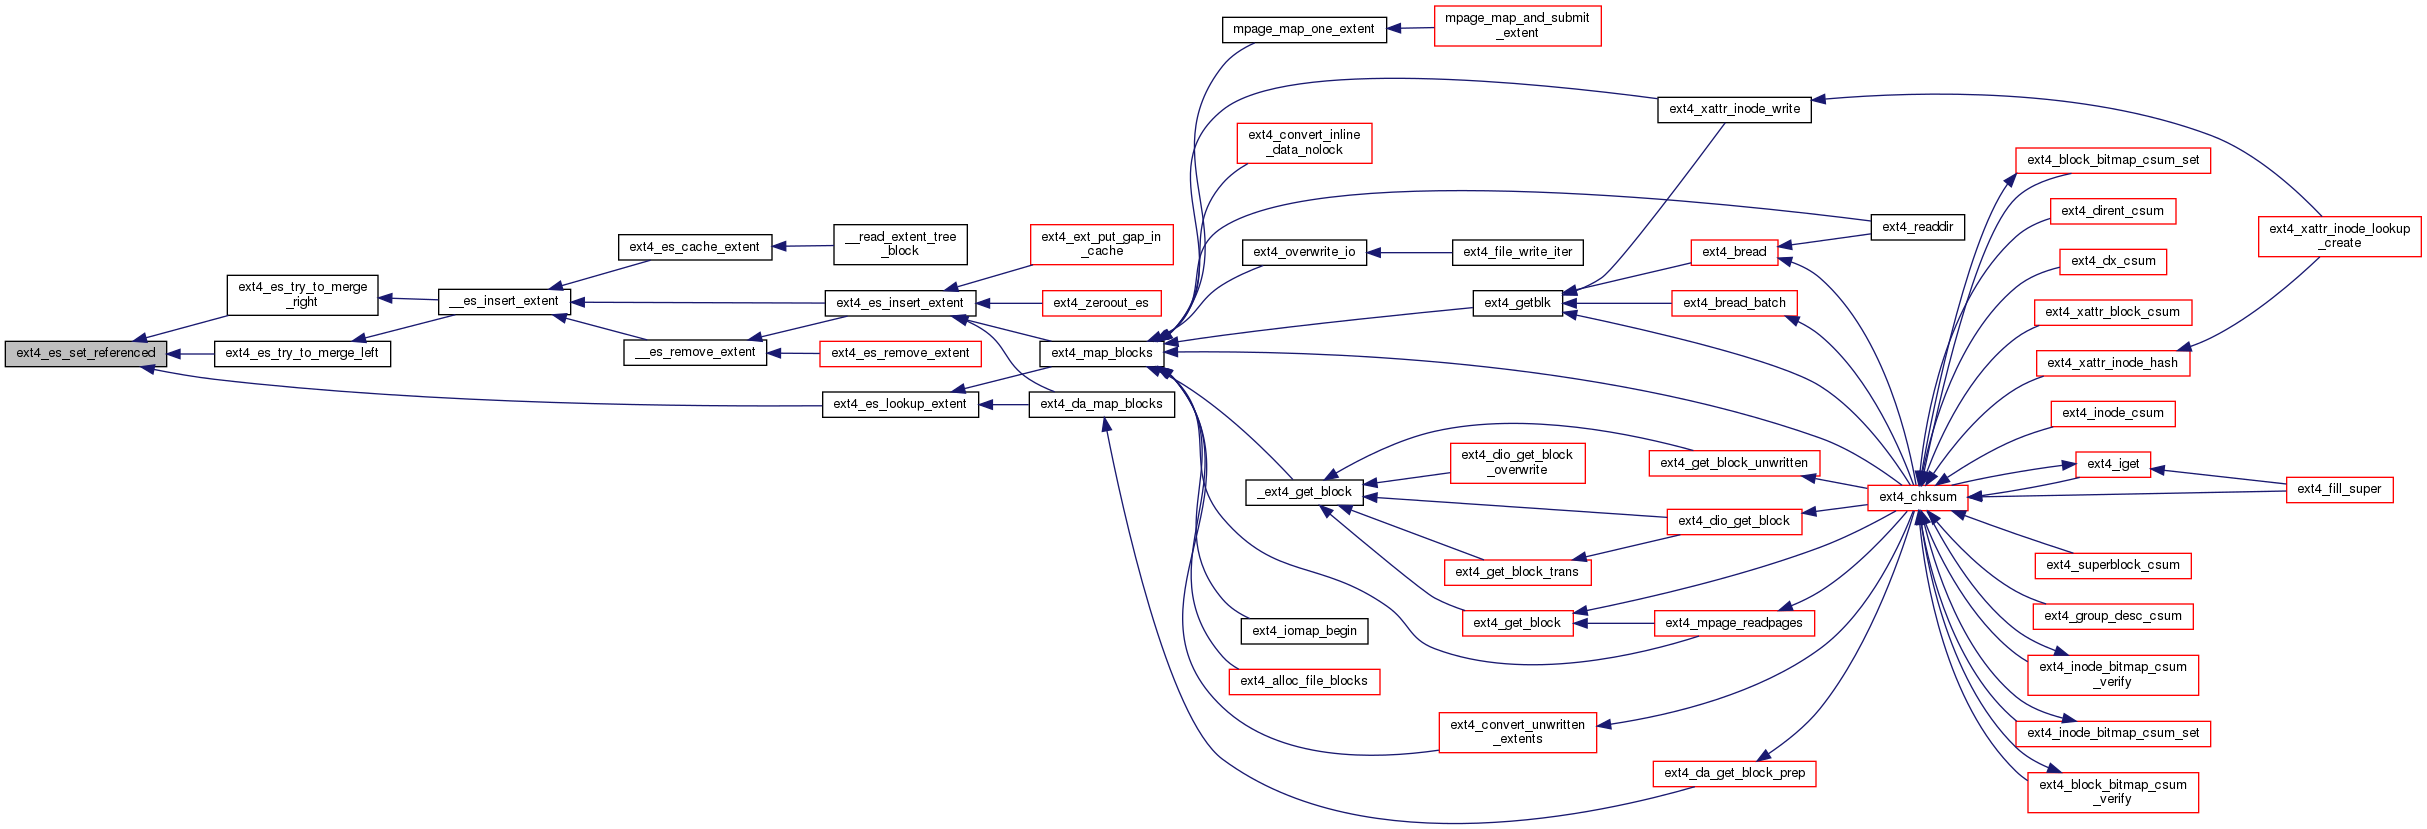 mpage_map_one_extent
mpage_map_and_submit
_extent
ext4_xattr_inode_write
ext4_convert_inline
_data_nolock
ext4_block_bitmap_csum_set
ext4_dirent_csum
ext4_readdir
ext4_xattr_inode_lookup
_create
__read_extent_tree
_block
ext4_es_cache_extent
ext4_ext_put_gap_in
_cache
ext4_overwrite_io
ext4_file_write_iter
ext4_bread
ext4_dx_csum
ext4_es_try_to_merge
_right
__es_insert_extent
ext4_es_insert_extent
ext4_zeroout_es
ext4_getblk
ext4_bread_batch
ext4_xattr_block_csum
ext4_es_set_referenced
ext4_es_try_to_merge_left
__es_remove_extent
ext4_es_remove_extent
ext4_map_blocks
ext4_xattr_inode_hash
ext4_es_lookup_extent
ext4_da_map_blocks
ext4_inode_csum
ext4_dio_get_block
_overwrite
ext4_get_block_unwritten
ext4_iget
_ext4_get_block
ext4_chksum
ext4_fill_super
ext4_dio_get_block
ext4_get_block_trans
ext4_superblock_csum
ext4_get_block
ext4_mpage_readpages
ext4_group_desc_csum
ext4_iomap_begin
ext4_inode_bitmap_csum
_verify
ext4_alloc_file_blocks
ext4_convert_unwritten
_extents
ext4_inode_bitmap_csum_set
ext4_da_get_block_prep
ext4_block_bitmap_csum
_verify